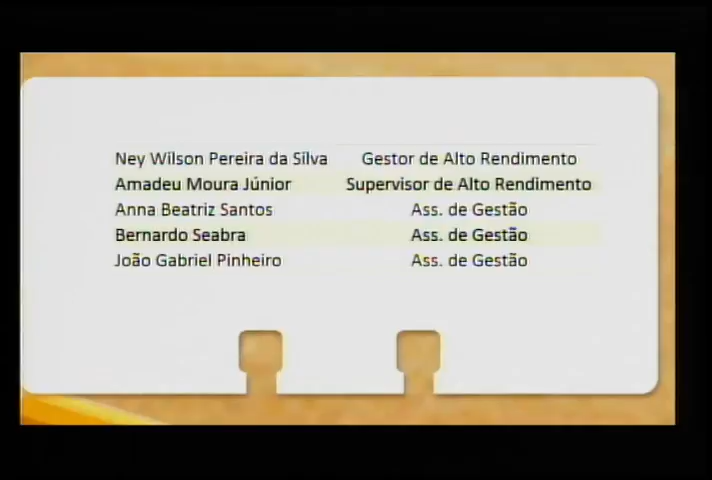 Ney Wilson Pereira da Silva Gestor de Alto Rendimento
Amadeu Moura Júnior Supervisor de Alto Rendimento
Anna Beatriz Santos Ass. de Gestão
Bernardo Seabra Ass. de Gestão
João Gabriel Pinheiro Ass. de Gestão